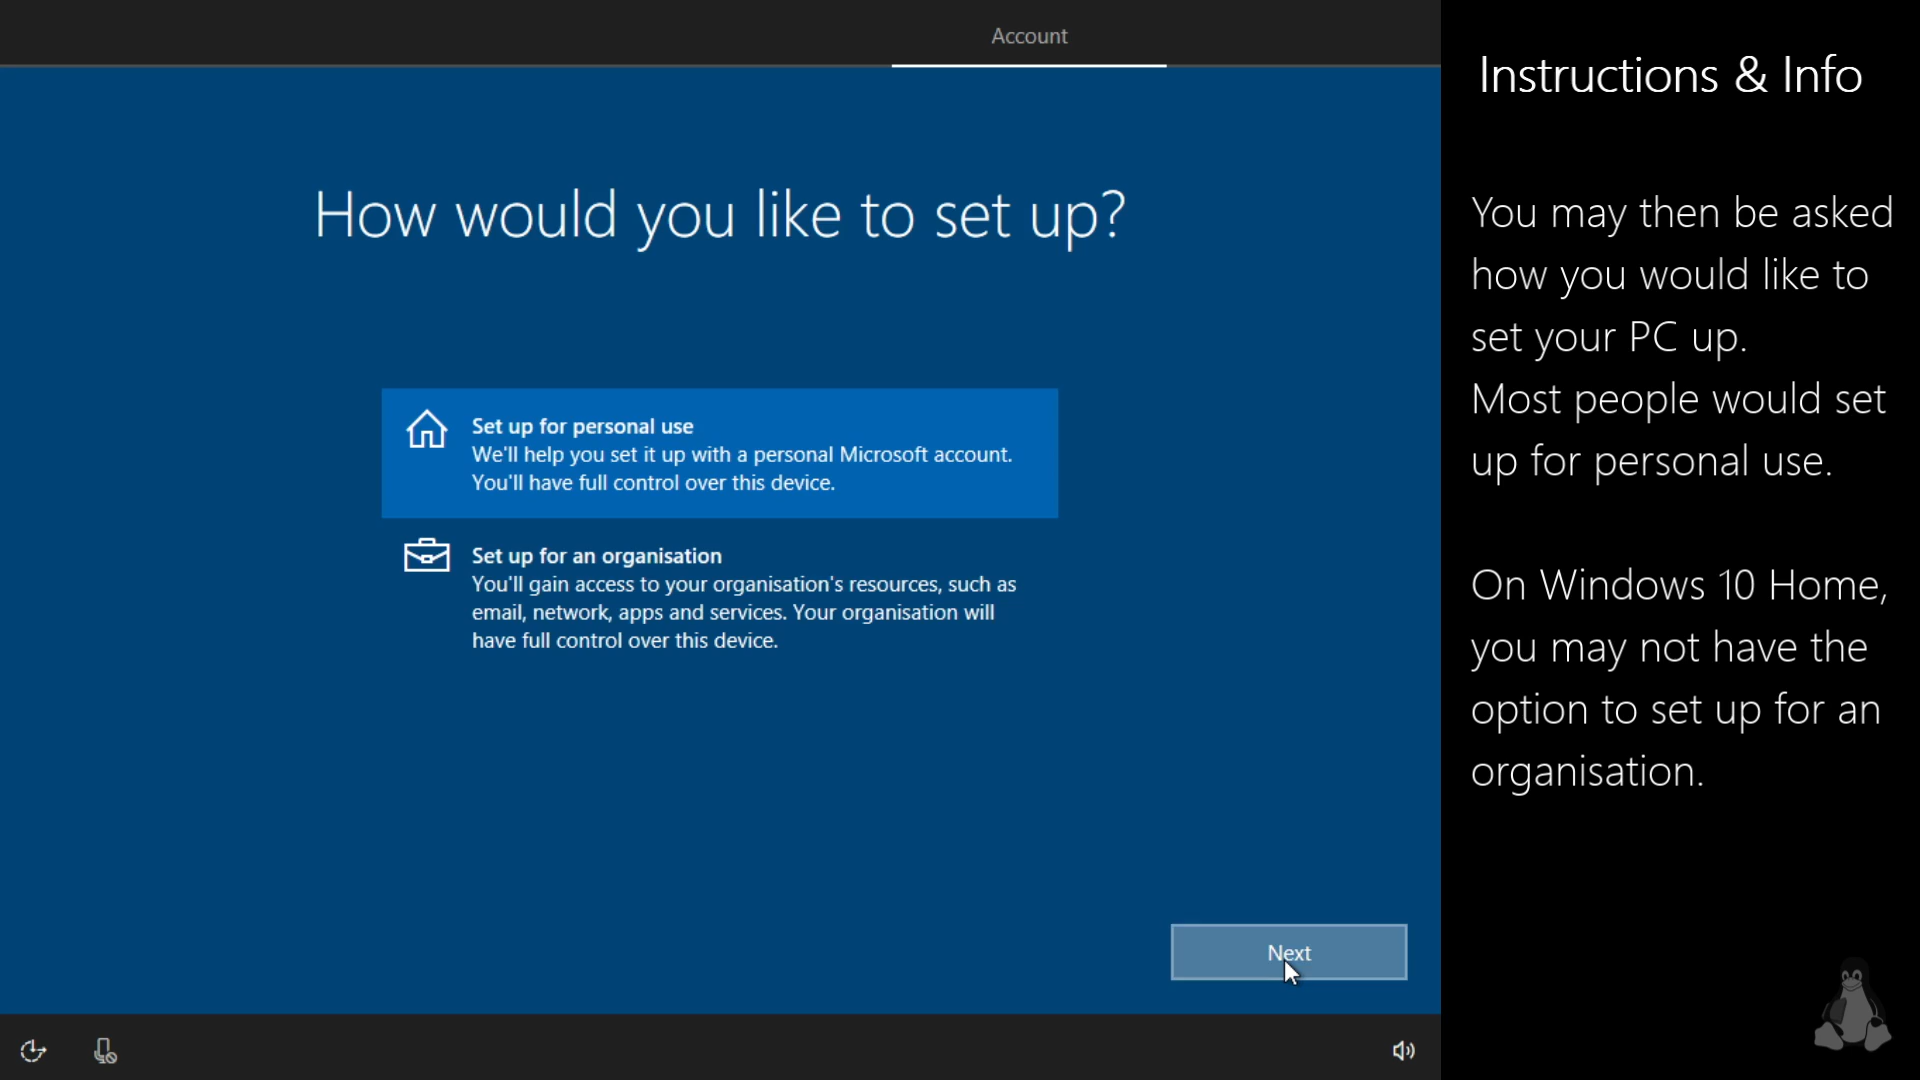 Account
How would you like to set up?
Set up for personal use
We'll help you set it up with a personal Microsoft account.
You'll have full control over this device.
Set up for an organisation
You'll gain access to your organisation's resources, such as
email, network, apps and services. Your organisation will
have full control over this device.
Next
Instructions & Info
You may then be asked
how you would like to
set your PC up.
Most people would set
up for personal use.
On Windows 10 Home,
you may not have the
option to set up for an
organisation.